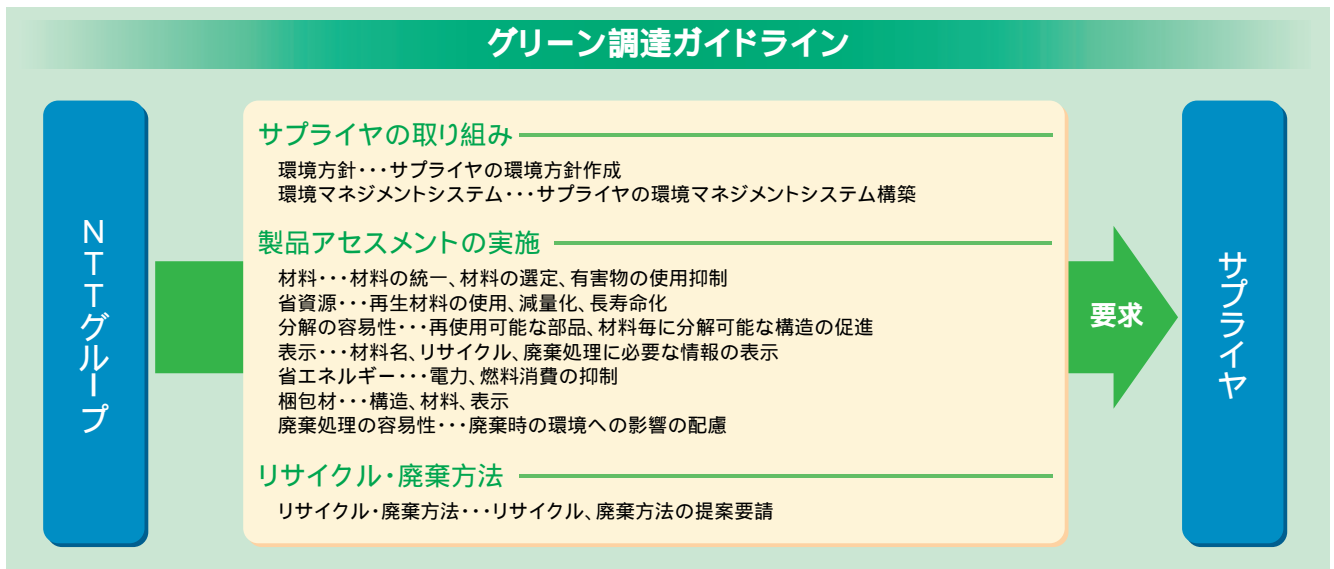 グリーン調達ガイドライン
NTTグループ
サプライヤの取り組み
環境方針・・・サプライヤの環境方針作成
環境マネジメントシステム・・・サプライヤの環境マネジメントシステム構築
製品アセスメントの実施
材料・・・材料の統一、材料の選定、有害物の使用抑制
省資源・・・再生材料の使用、減量化、長寿命化
分解の容易性・・・再使用可能な部品、材料毎に分解可能な構造の促進
表示・・・材料名、リサイクル、廃棄処理に必要な情報の表示
省エネルギー・・・電力、燃料消費の抑制
梱包材・・・構造、材料、表示
廃棄処理の容易性・・・廃棄時の環境への影響の配慮
リサイクル・廃棄方法
リサイクル・廃棄方法・・・リサイクル、廃棄方法の提案要請
要求
サプライヤ